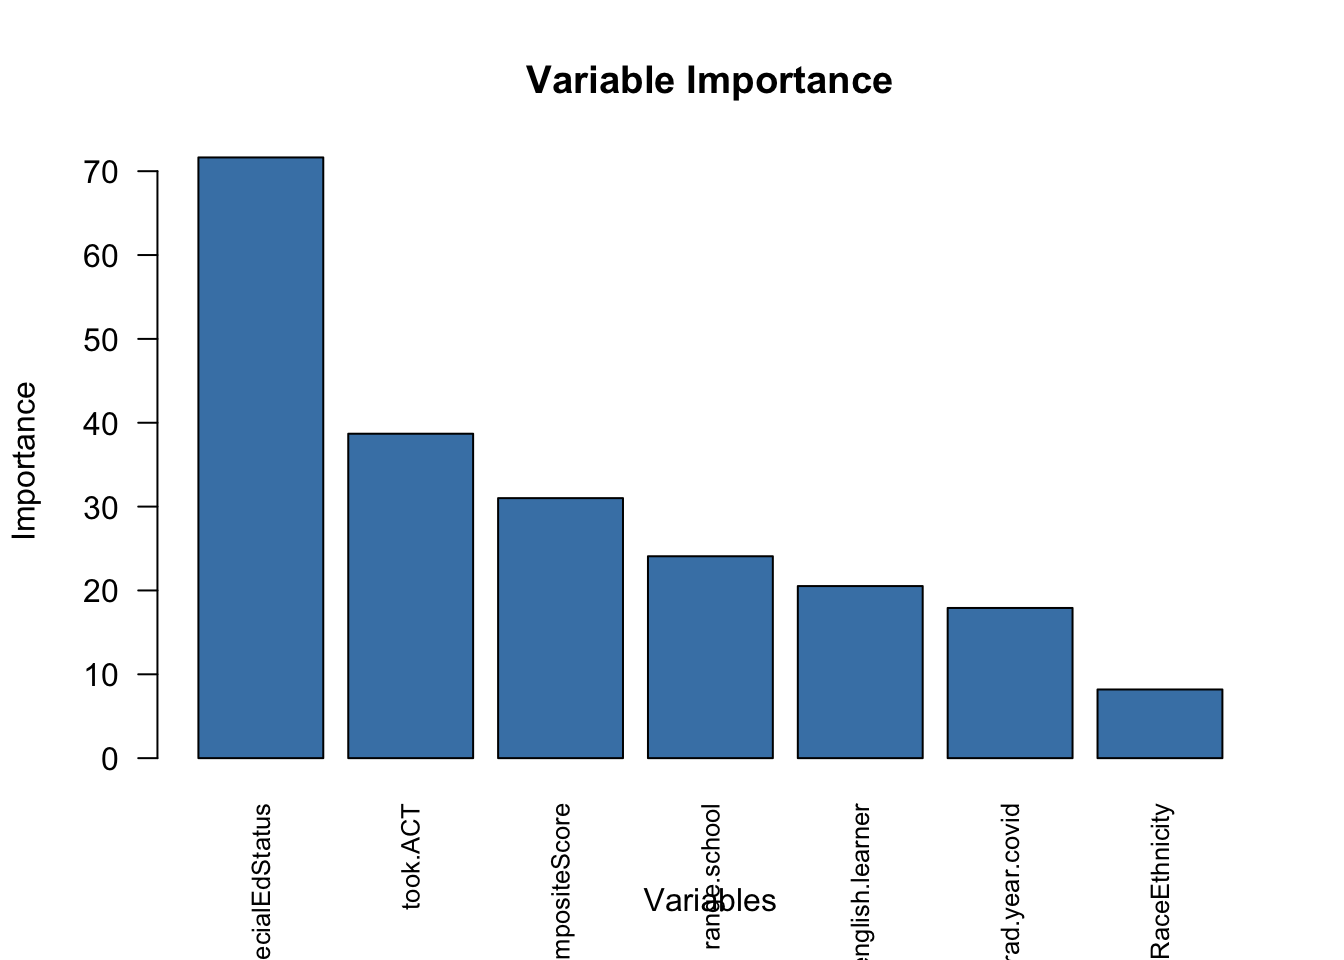 Variable Importance
Importance
70
60
50
40
30
20
10
0
ecialEdStatus
took.ACT
mpositeScore
range.school
english.learner
rad.year.covid
RaceEthnicity
Variables